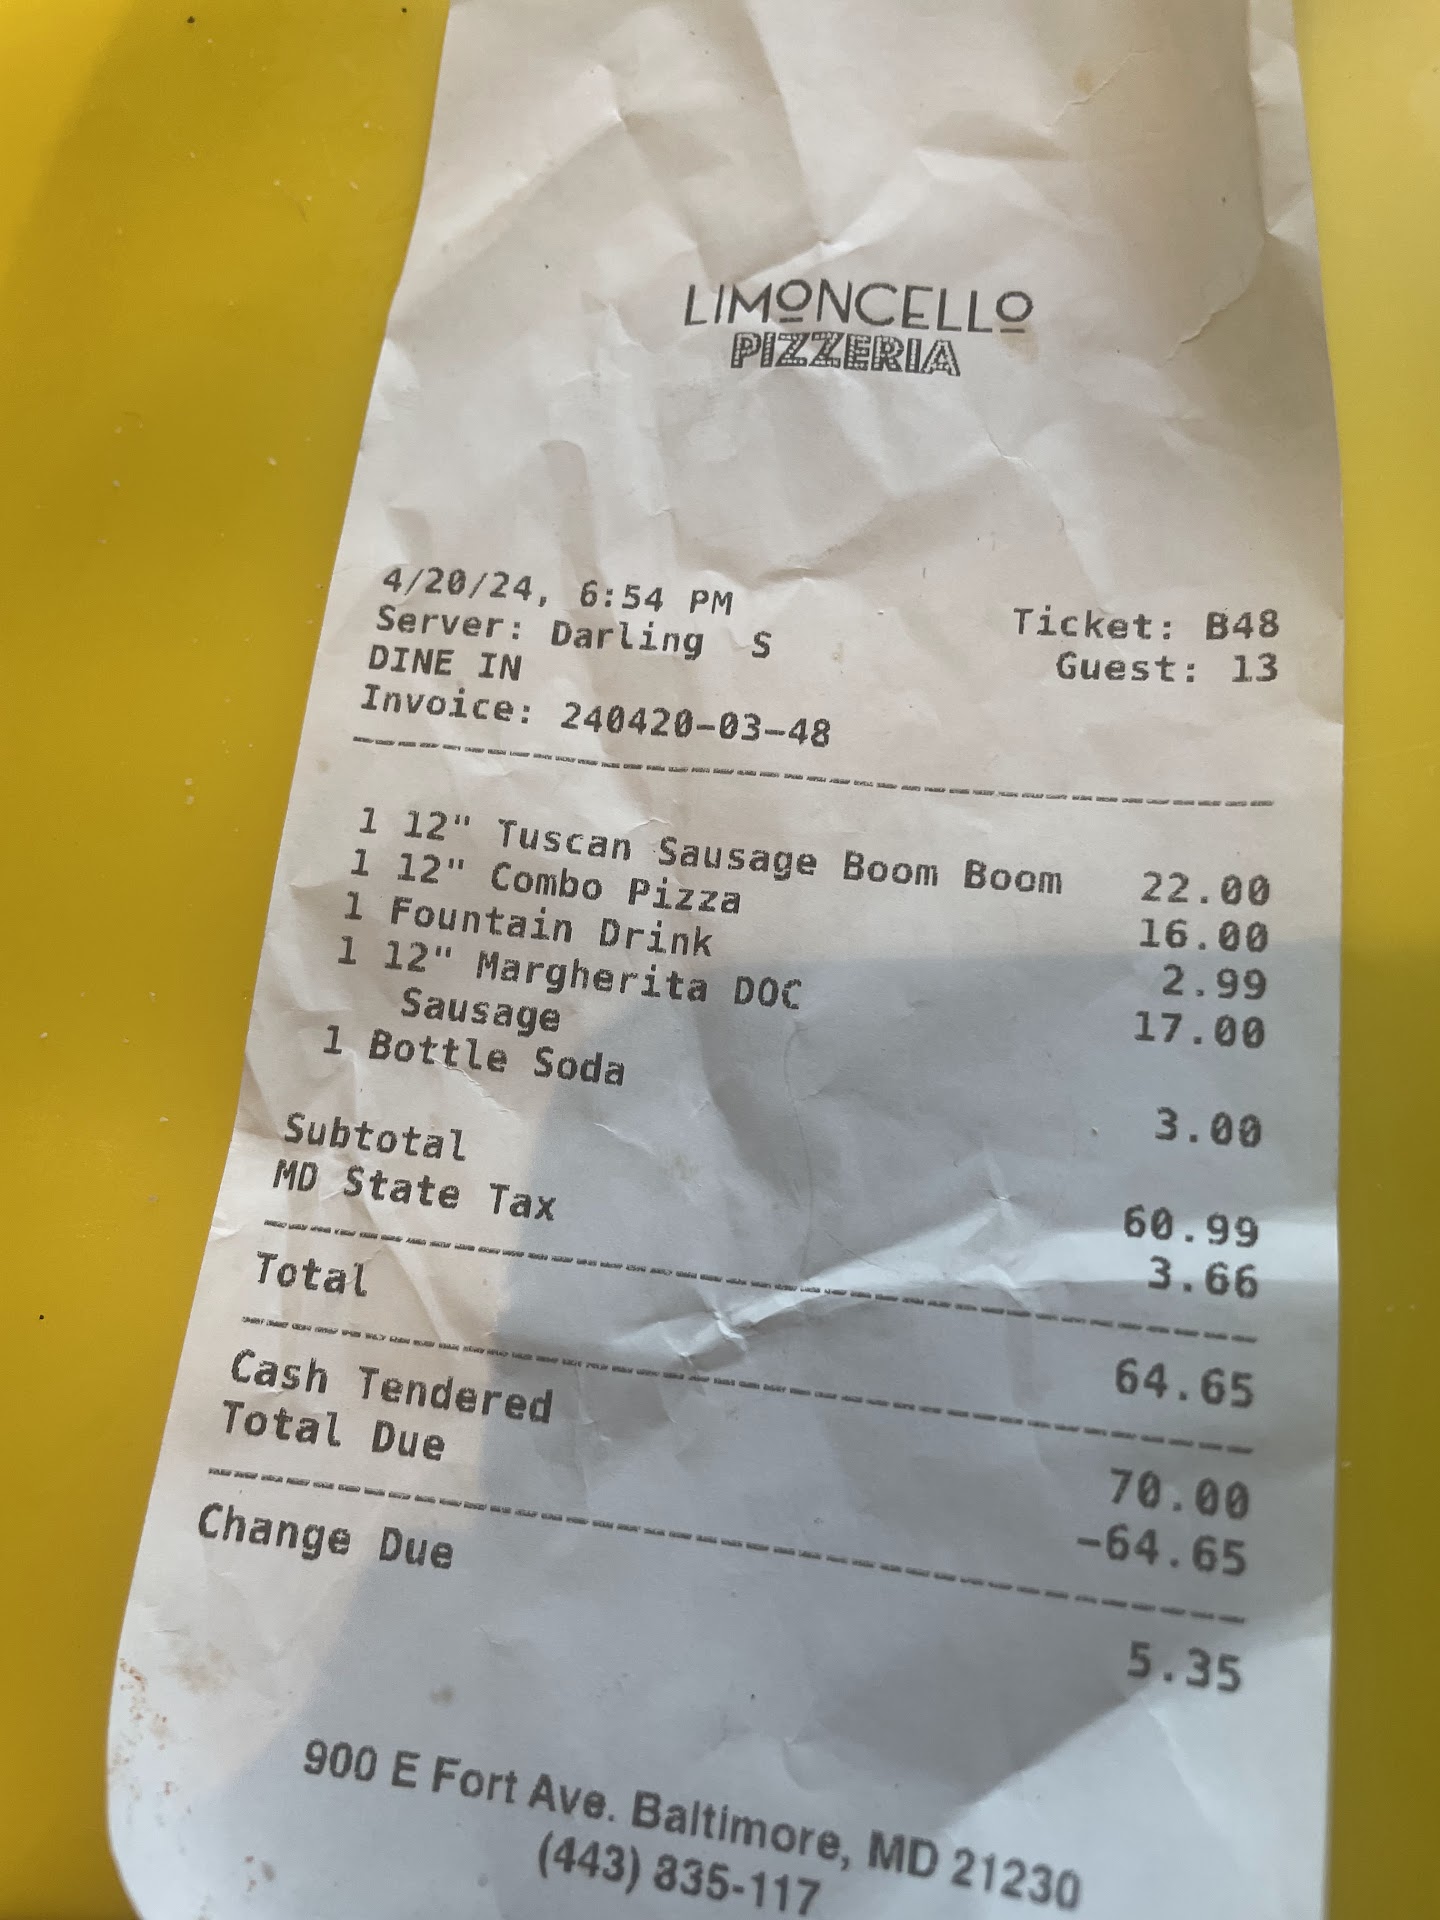 LIMONCELLO
PIZZERIA
4/20/24, 6:54 PM
Server: Darling S Ticket: B48
DINE IN Guest: 13
Invoice: 240420-03-48
1 12" Tuscan Sausage Boom Boom 22.00
1 12" Combo Pizza 16.00
1 Fountain Drink 2.99
1 12" Margherita DOC 17.00
Sausage
1 Bottle Soda 3.00
Subtotal 60.99
MD State Tax 3.66
Total 64.65
Cash Tendered 70.00
Total Due -64.65
Change Due 5.35
900 E Fort Ave. Baltimore, MD 21230
(443) 835-117